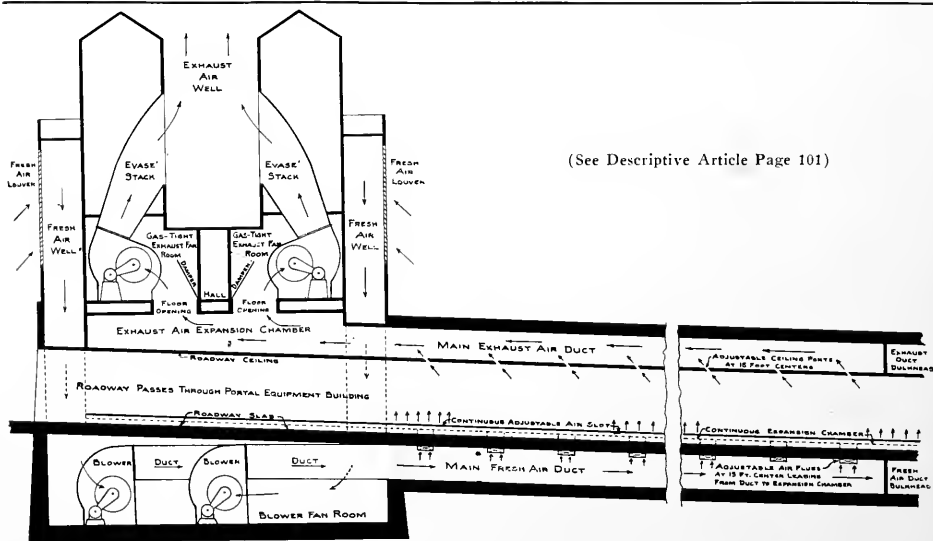 EXHAUST
AIR
WELL
(See Descriptive Article Page 101)
FRESH
AIR
LOUVER
EVASE'
STACK
EVASE'
STACK
FRESH
AIR
LOUVER
FRESH
AIR
WELL
GAS-TIGHT
EXHAUST FAN
ROOM
GAS-TIGHT
EXHAUST FAN
ROOM
FRESH
AIR
WELL
DAMPER
DAMPER
HALL
FLOOR
OPENING
FLOOR
OPENING
EXHAUST AIR EXPANSION CHAMBER
MAIN EXHAUST AIR DUCT
ADJUSTABLE CEILING PORTS
AT 15 FOOT CENTERS
EXHAUST
DUCT
BULKHEAD
ROADWAY CEILING
ROADWAY PASSES THROUGH PORTAL EQUIPMENT BUILDING
ROADWAY SLAB
CONTINUOUS ADJUSTABLE AIR SLOT
CONTINUOUS EXPANSION CHAMBER
BLOWER
DUCT
BLOWER
DUCT
MAIN FRESH AIR DUCT
ADJUSTABLE AIR FLUES
AT 15 FT. CENTER LEADING
FROM DUCT TO EXPANSION CHAMBER
FRESH
AIR DUCT
BULKHEAD
BLOWER FAN ROOM